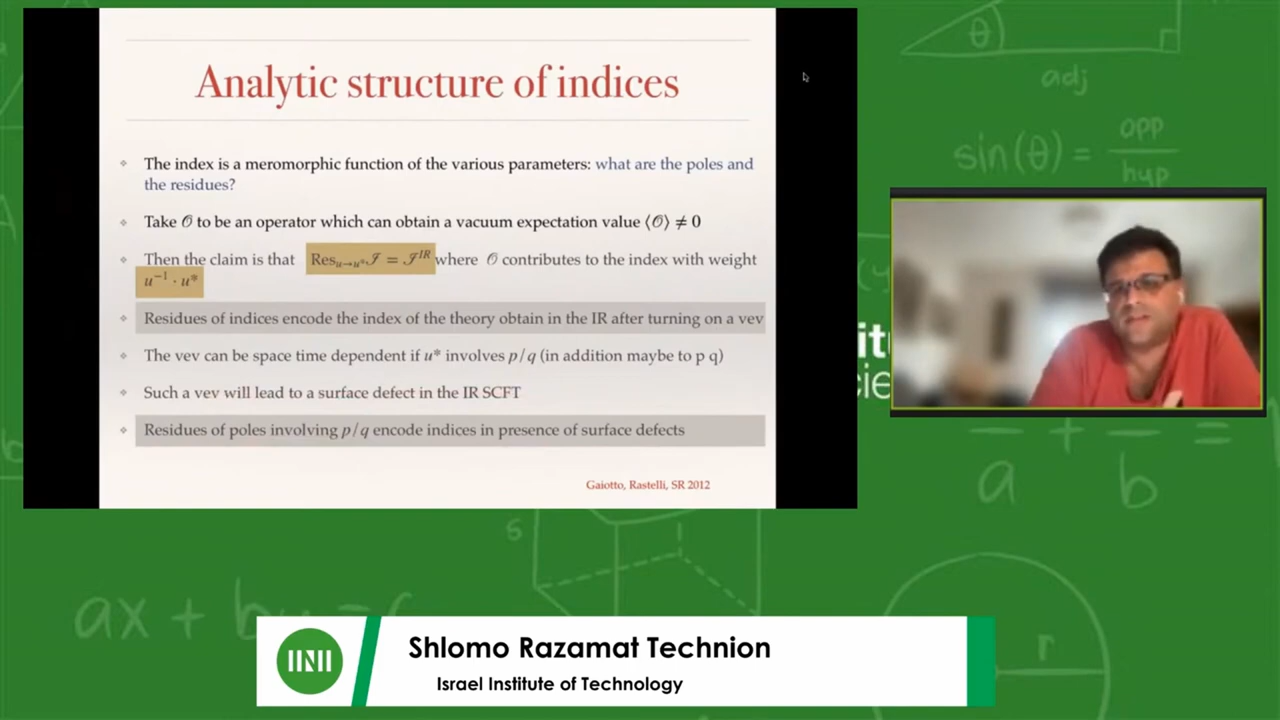 Analytic structure of indices
The index is a meromorphic function of the various parameters: what are the poles and
the residues?
Take 𝒪 to be an operator which can obtain a vacuum expectation value ⟨𝒪⟩ ≠ 0
Then the claim is that Res_{u→u*}ℐ = ℐ^{IR} where 𝒪 contributes to the index with weight
u^{-1} · u*
Residues of indices encode the index of the theory obtain in the IR after turning on a vev
The vev can be space time dependent if u* involves p/q (in addition maybe to p q)
Such a vev will lead to a surface defect in the IR SCFT
Residues of poles involving p/q encode indices in presence of surface defects
Gaiotto, Rastelli, SR 2012
θ
adj
sin(θ) = opp
hyp
a + b =
s
ax + b
r
Shlomo Razamat Technion
Israel Institute of Technology